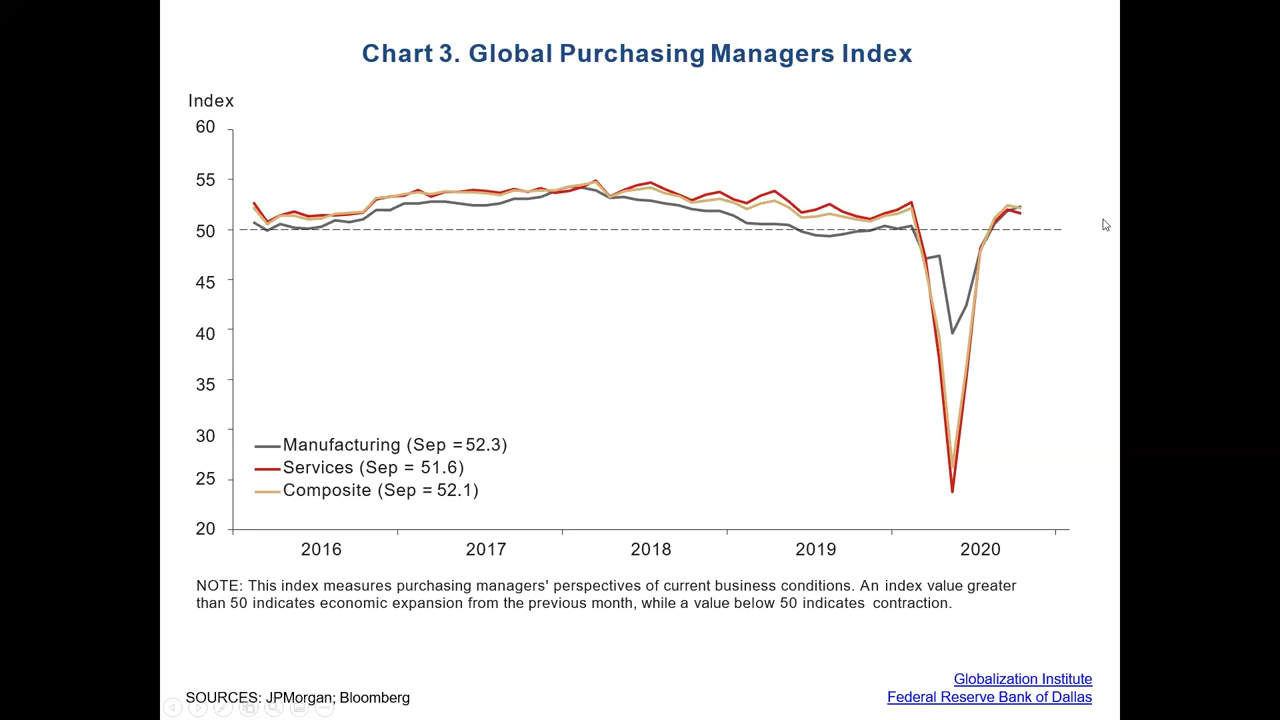 Chart 3. Global Purchasing Managers Index
Index
60
55
50
45
40
35
30
25
20
Manufacturing (Sep = 52.3)
Services (Sep = 51.6)
Composite (Sep = 52.1)
2016 2017 2018 2019 2020
NOTE: This index measures purchasing managers' perspectives of current business conditions. An index value greater
than 50 indicates economic expansion from the previous month, while a value below 50 indicates contraction.
SOURCES: JPMorgan; Bloomberg
Globalization Institute
Federal Reserve Bank of Dallas